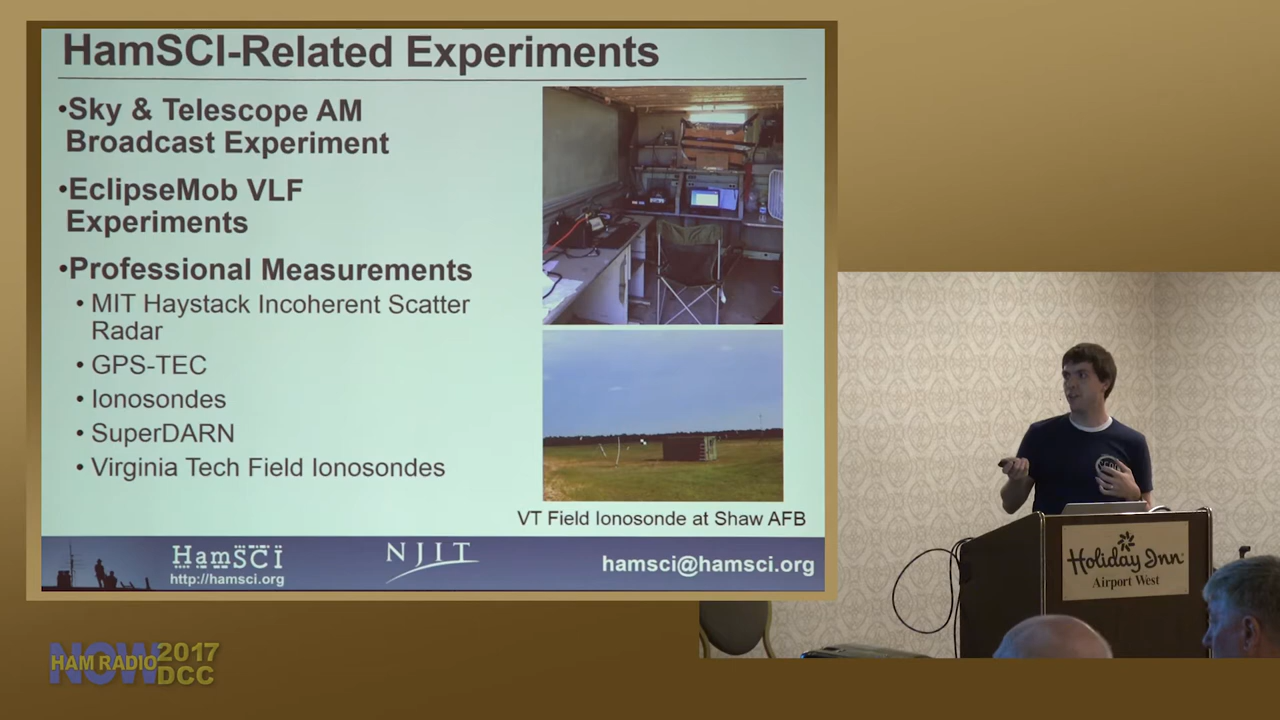 HamSCI-Related Experiments
•Sky & Telescope AM
Broadcast Experiment
•EclipseMob VLF
Experiments
•Professional Measurements
• MIT Haystack Incoherent Scatter
Radar
• GPS-TEC
• Ionosondes
• SuperDARN
• Virginia Tech Field Ionosondes
VT Field Ionosonde at Shaw AFB
HamSCI
http://hamsci.org
NJIT
hamsci@hamsci.org
Holiday Inn
Airport West
NOW
HAM RADIO
2017
DCC